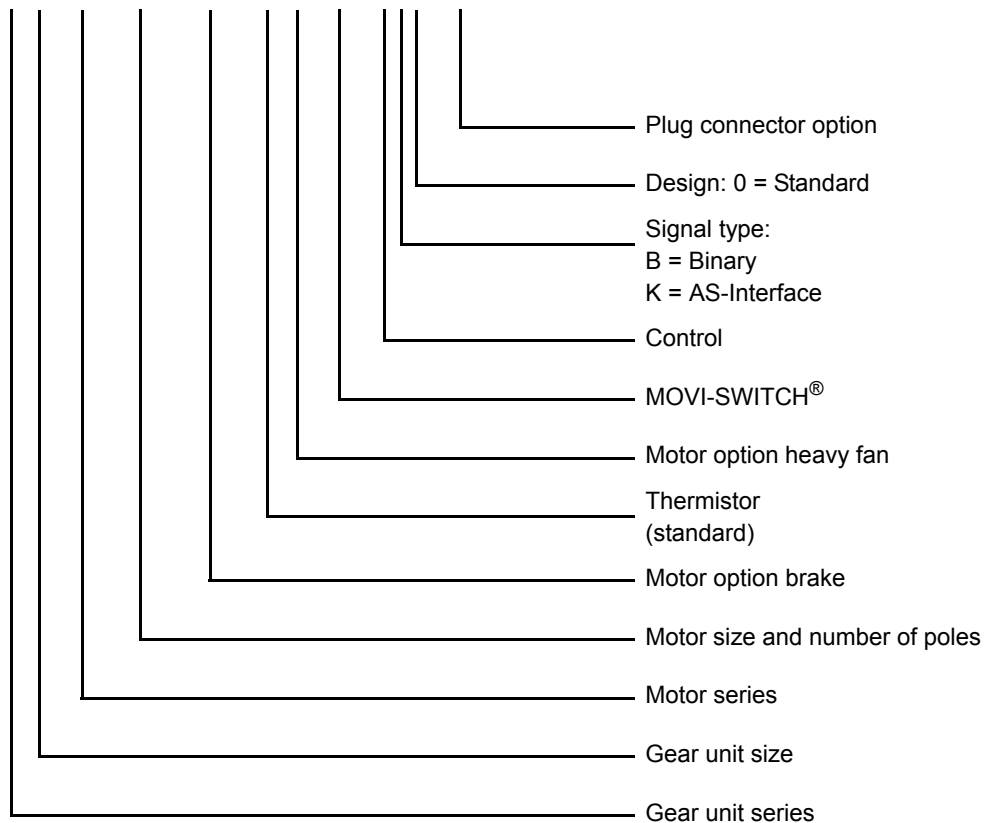 Plug connector option
Design: 0 = Standard
Signal type:
B = Binary
K = AS-Interface
Control
MOVI-SWITCH®
Motor option heavy fan
Thermistor
(standard)
Motor option brake
Motor size and number of poles
Motor series
Gear unit size
Gear unit series